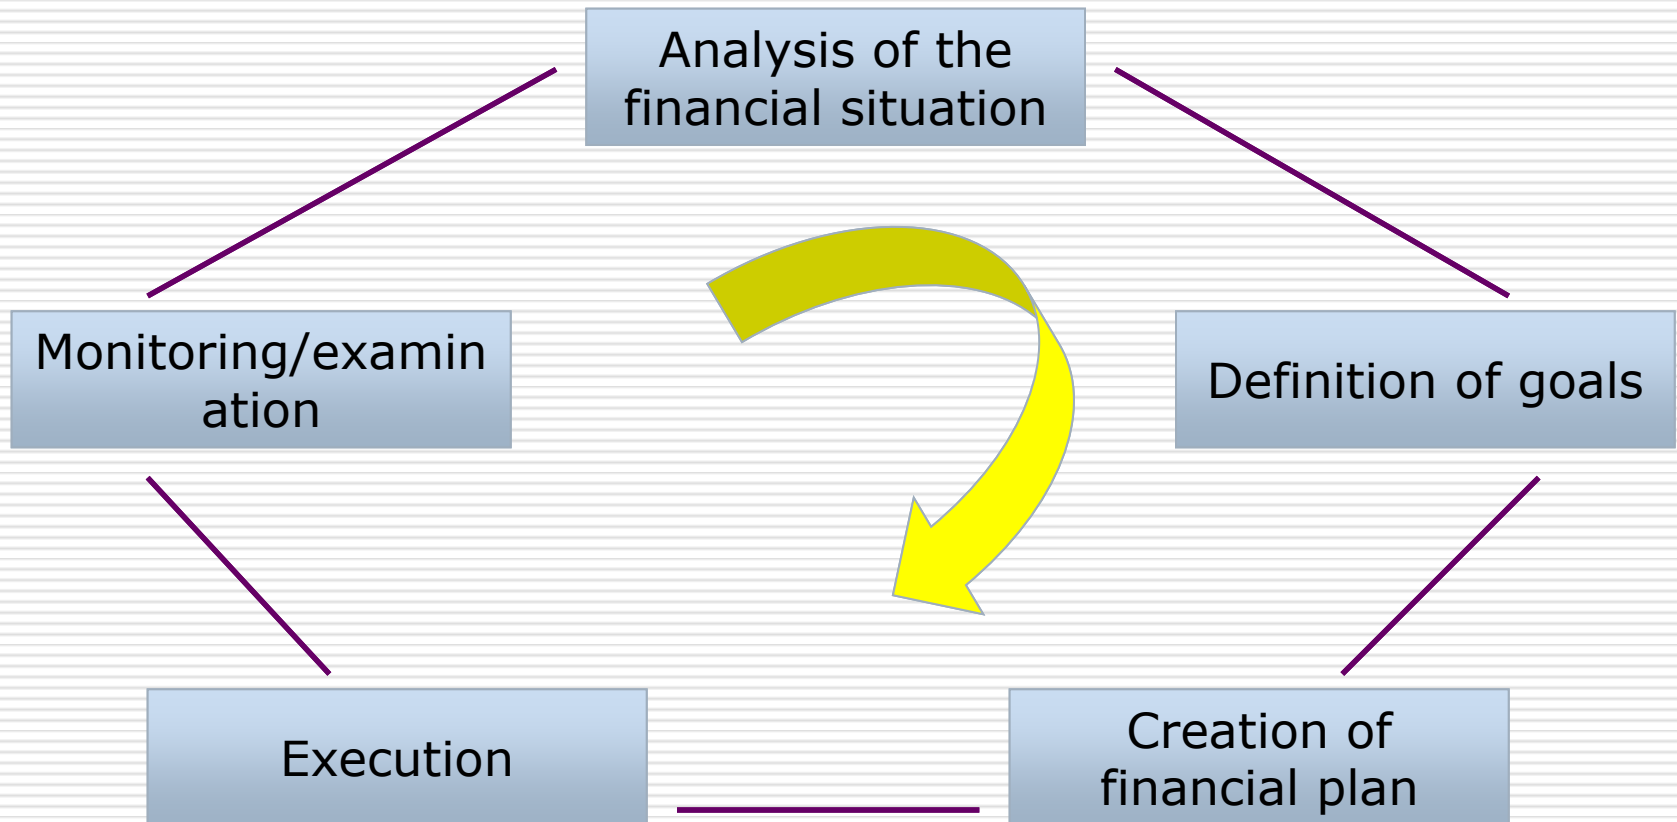 Analysis of the
financial situation
Monitoring/examin
ation
Definition of goals
Execution
Creation of
financial plan